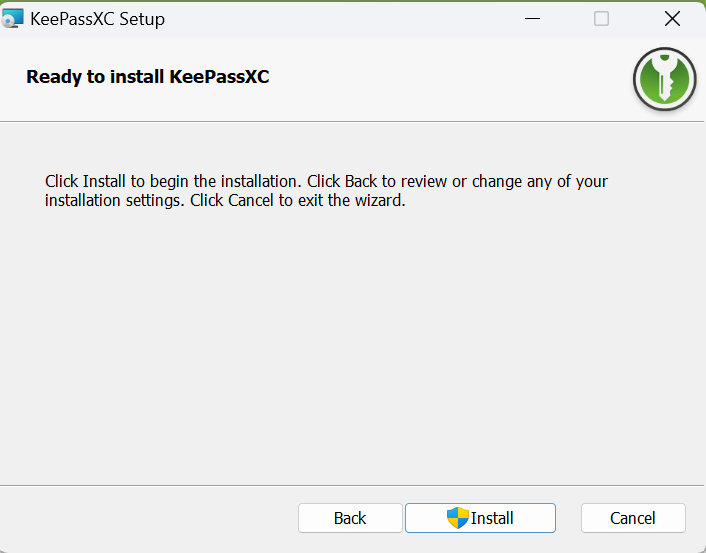 KeePassXC Setup
Ready to install KeePassXC
Click Install to begin the installation. Click Back to review or change any of your
installation settings. Click Cancel to exit the wizard.
Back
Install
Cancel